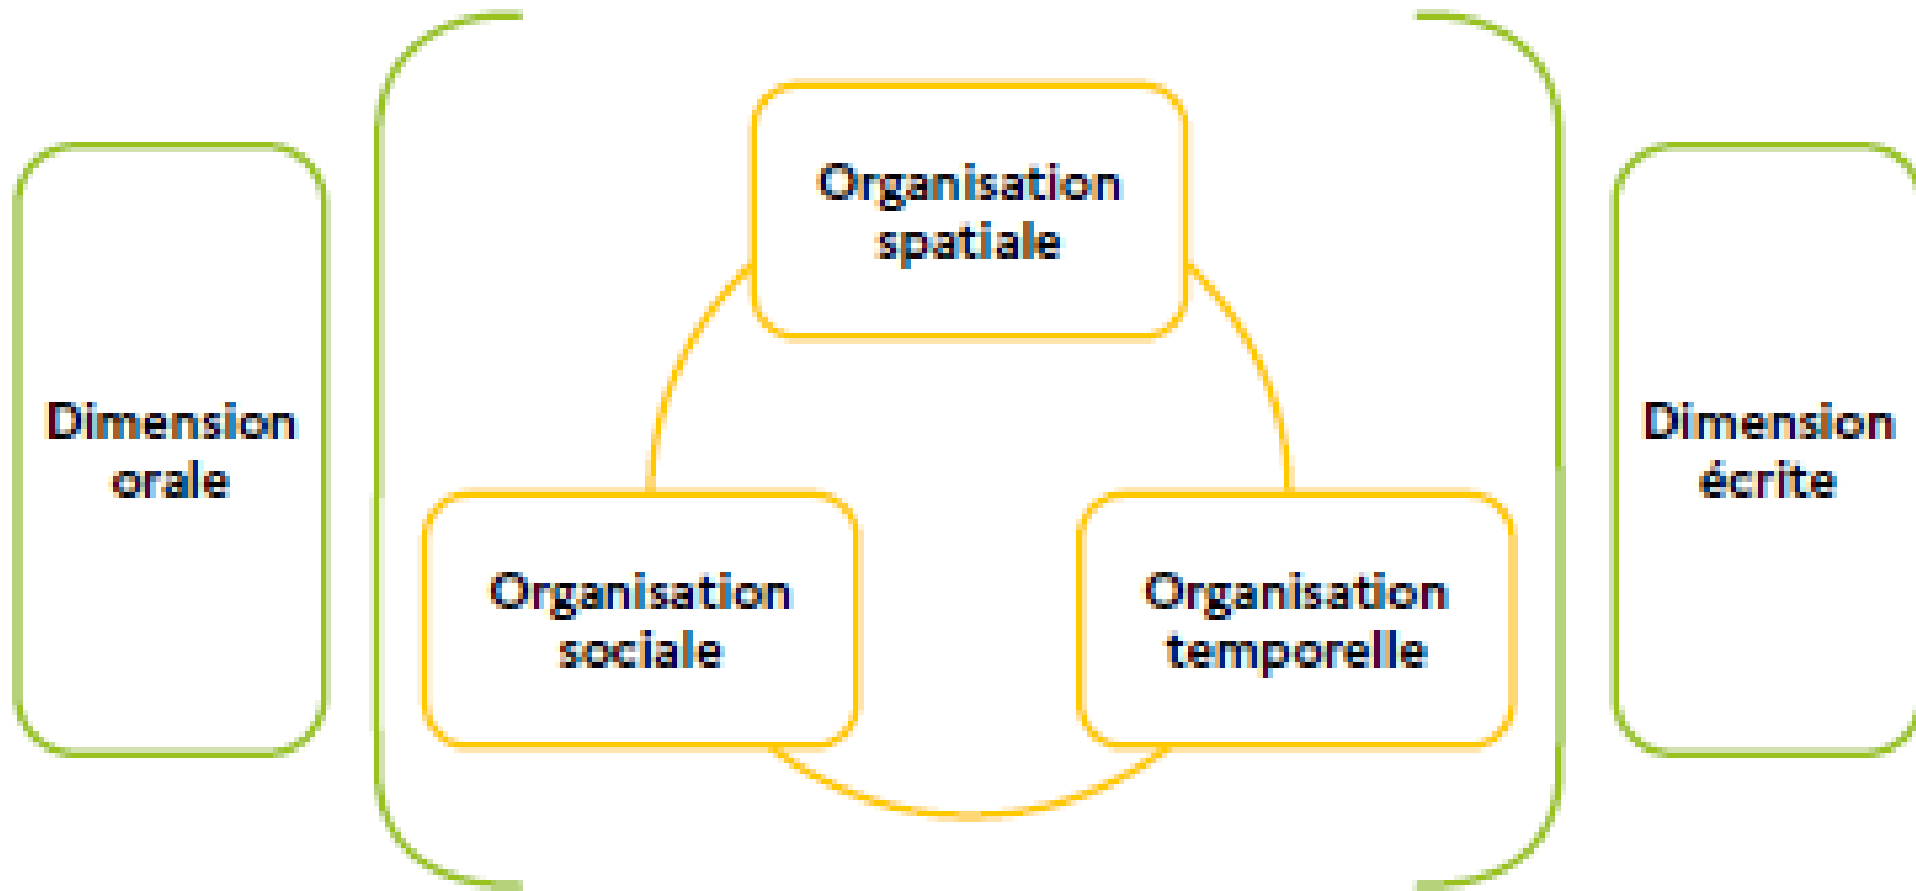 Organisation
spatiale
Dimension
orale
Dimension
écrite
Organisation
sociale
Organisation
temporelle